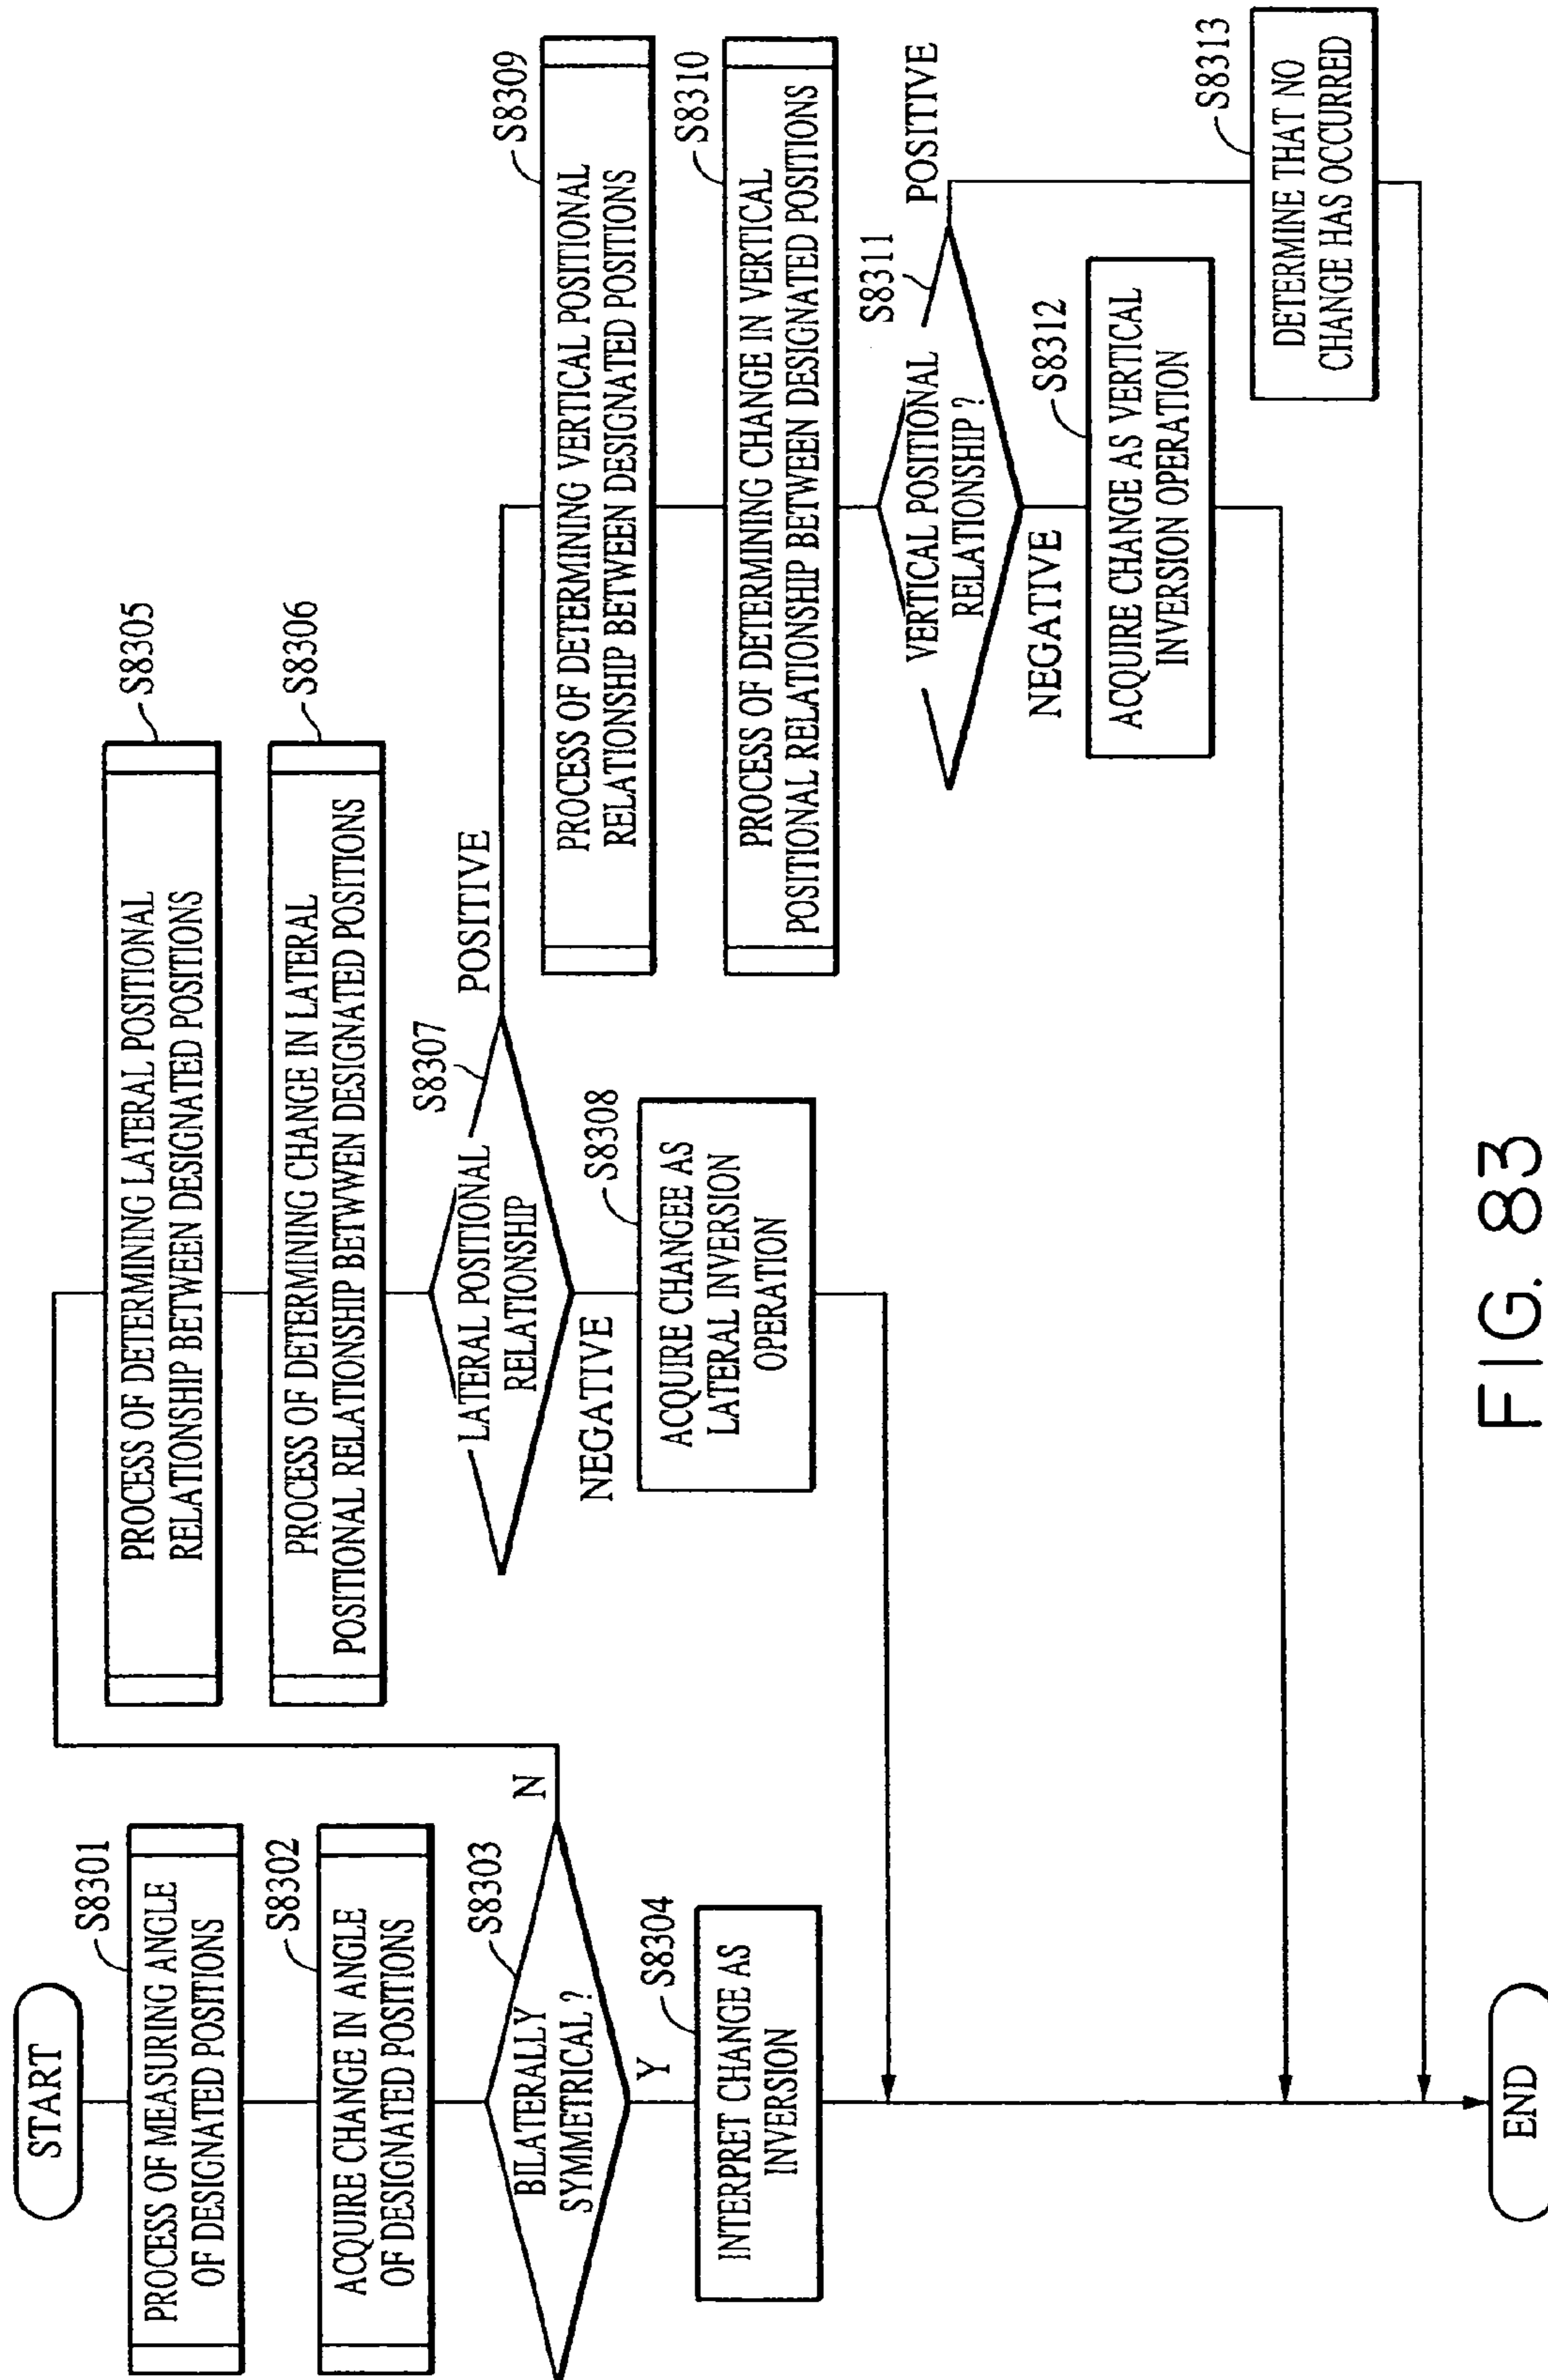 START
S8301
PROCESS OF MEASURING ANGLE
OF DESIGNATED POSITIONS
S8302
ACQUIRE CHANGE IN ANGLE
OF DESIGNATED POSITIONS
S8303
BILATERALLY
SYMMETRICAL?
N
Y
S8304
INTERPRET CHANGE AS
INVERSION
END
S8305
PROCESS OF DETERMINING LATERAL POSITIONAL
RELATIONSHIP BETWEEN DESIGNATED POSITIONS
S8306
PROCESS OF DETERMINING CHANGE IN LATERAL
POSITIONAL RELATIONSHIP BETWWEN DESIGNATED POSITIONS
S8307
LATERAL POSITIONAL
RELATIONSHIP
POSITIVE
NEGATIVE
S8308
ACQUIRE CHANGEE AS
LATERAL INVERSION
OPERATION
S8309
PROCESS OF DETERMINING VERTICAL POSITIONAL
RELATIONSHIP BETWEEN DESIGNATED POSITIONS
S8310
PROCESS OF DETERMINING CHANGE IN VERTICAL
POSITIONAL RELATIONSHIP BETWEEN DESIGNATED POSITIONS
S8311
VERTICAL POSITIONAL
RELATIONSHIP?
POSITIVE
NEGATIVE
S8312
ACQUIRE CHANGE AS VERTICAL
INVERSION OPERATION
S8313
DETERMINE THAT NO
CHANGE HAS OCCURRED
FIG. 83